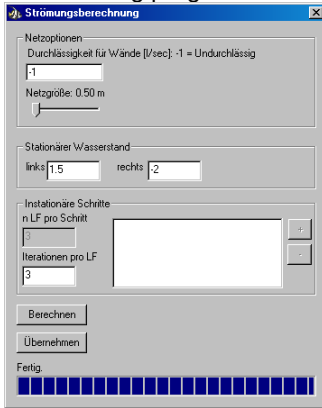 Strömungsberechnung
Netzoptionen
Durchlässigkeit für Wände [l/sec]: -1 = Undurchlässig
-1
Netzgröße: 0.50 m
Stationärer Wasserstand
links 1.5 rechts -2
Instationäre Schritte
n LF pro Schritt
3
+
Iterationen pro LF
-
3
Berechnen
Übernehmen
Fertig.